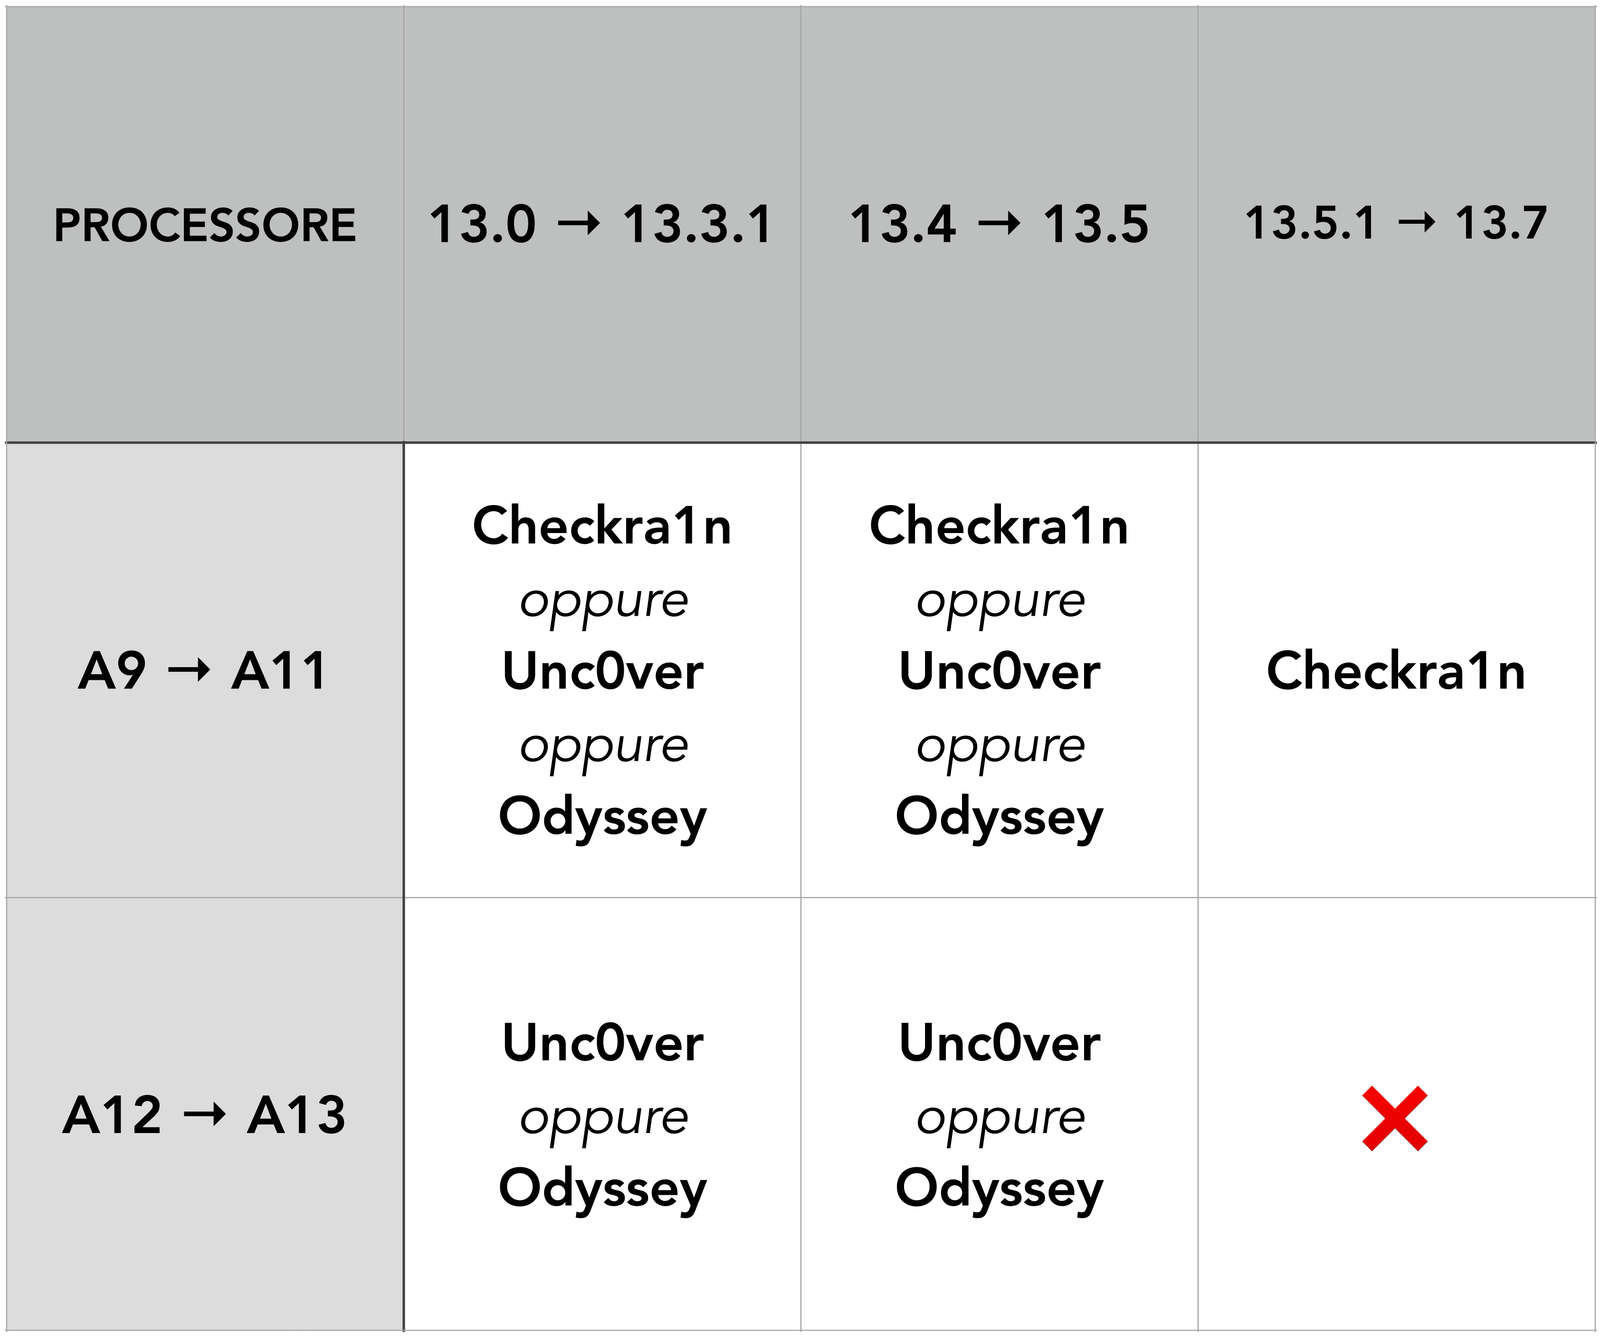 PROCESSORE
13.0 → 13.3.1
13.4 → 13.5
13.5.1 → 13.7
A9 → A11
Checkra1n
oppure
Unc0ver
oppure
Odyssey
Checkra1n
oppure
Unc0ver
oppure
Odyssey
Checkra1n
A12 → A13
Unc0ver
oppure
Odyssey
Unc0ver
oppure
Odyssey